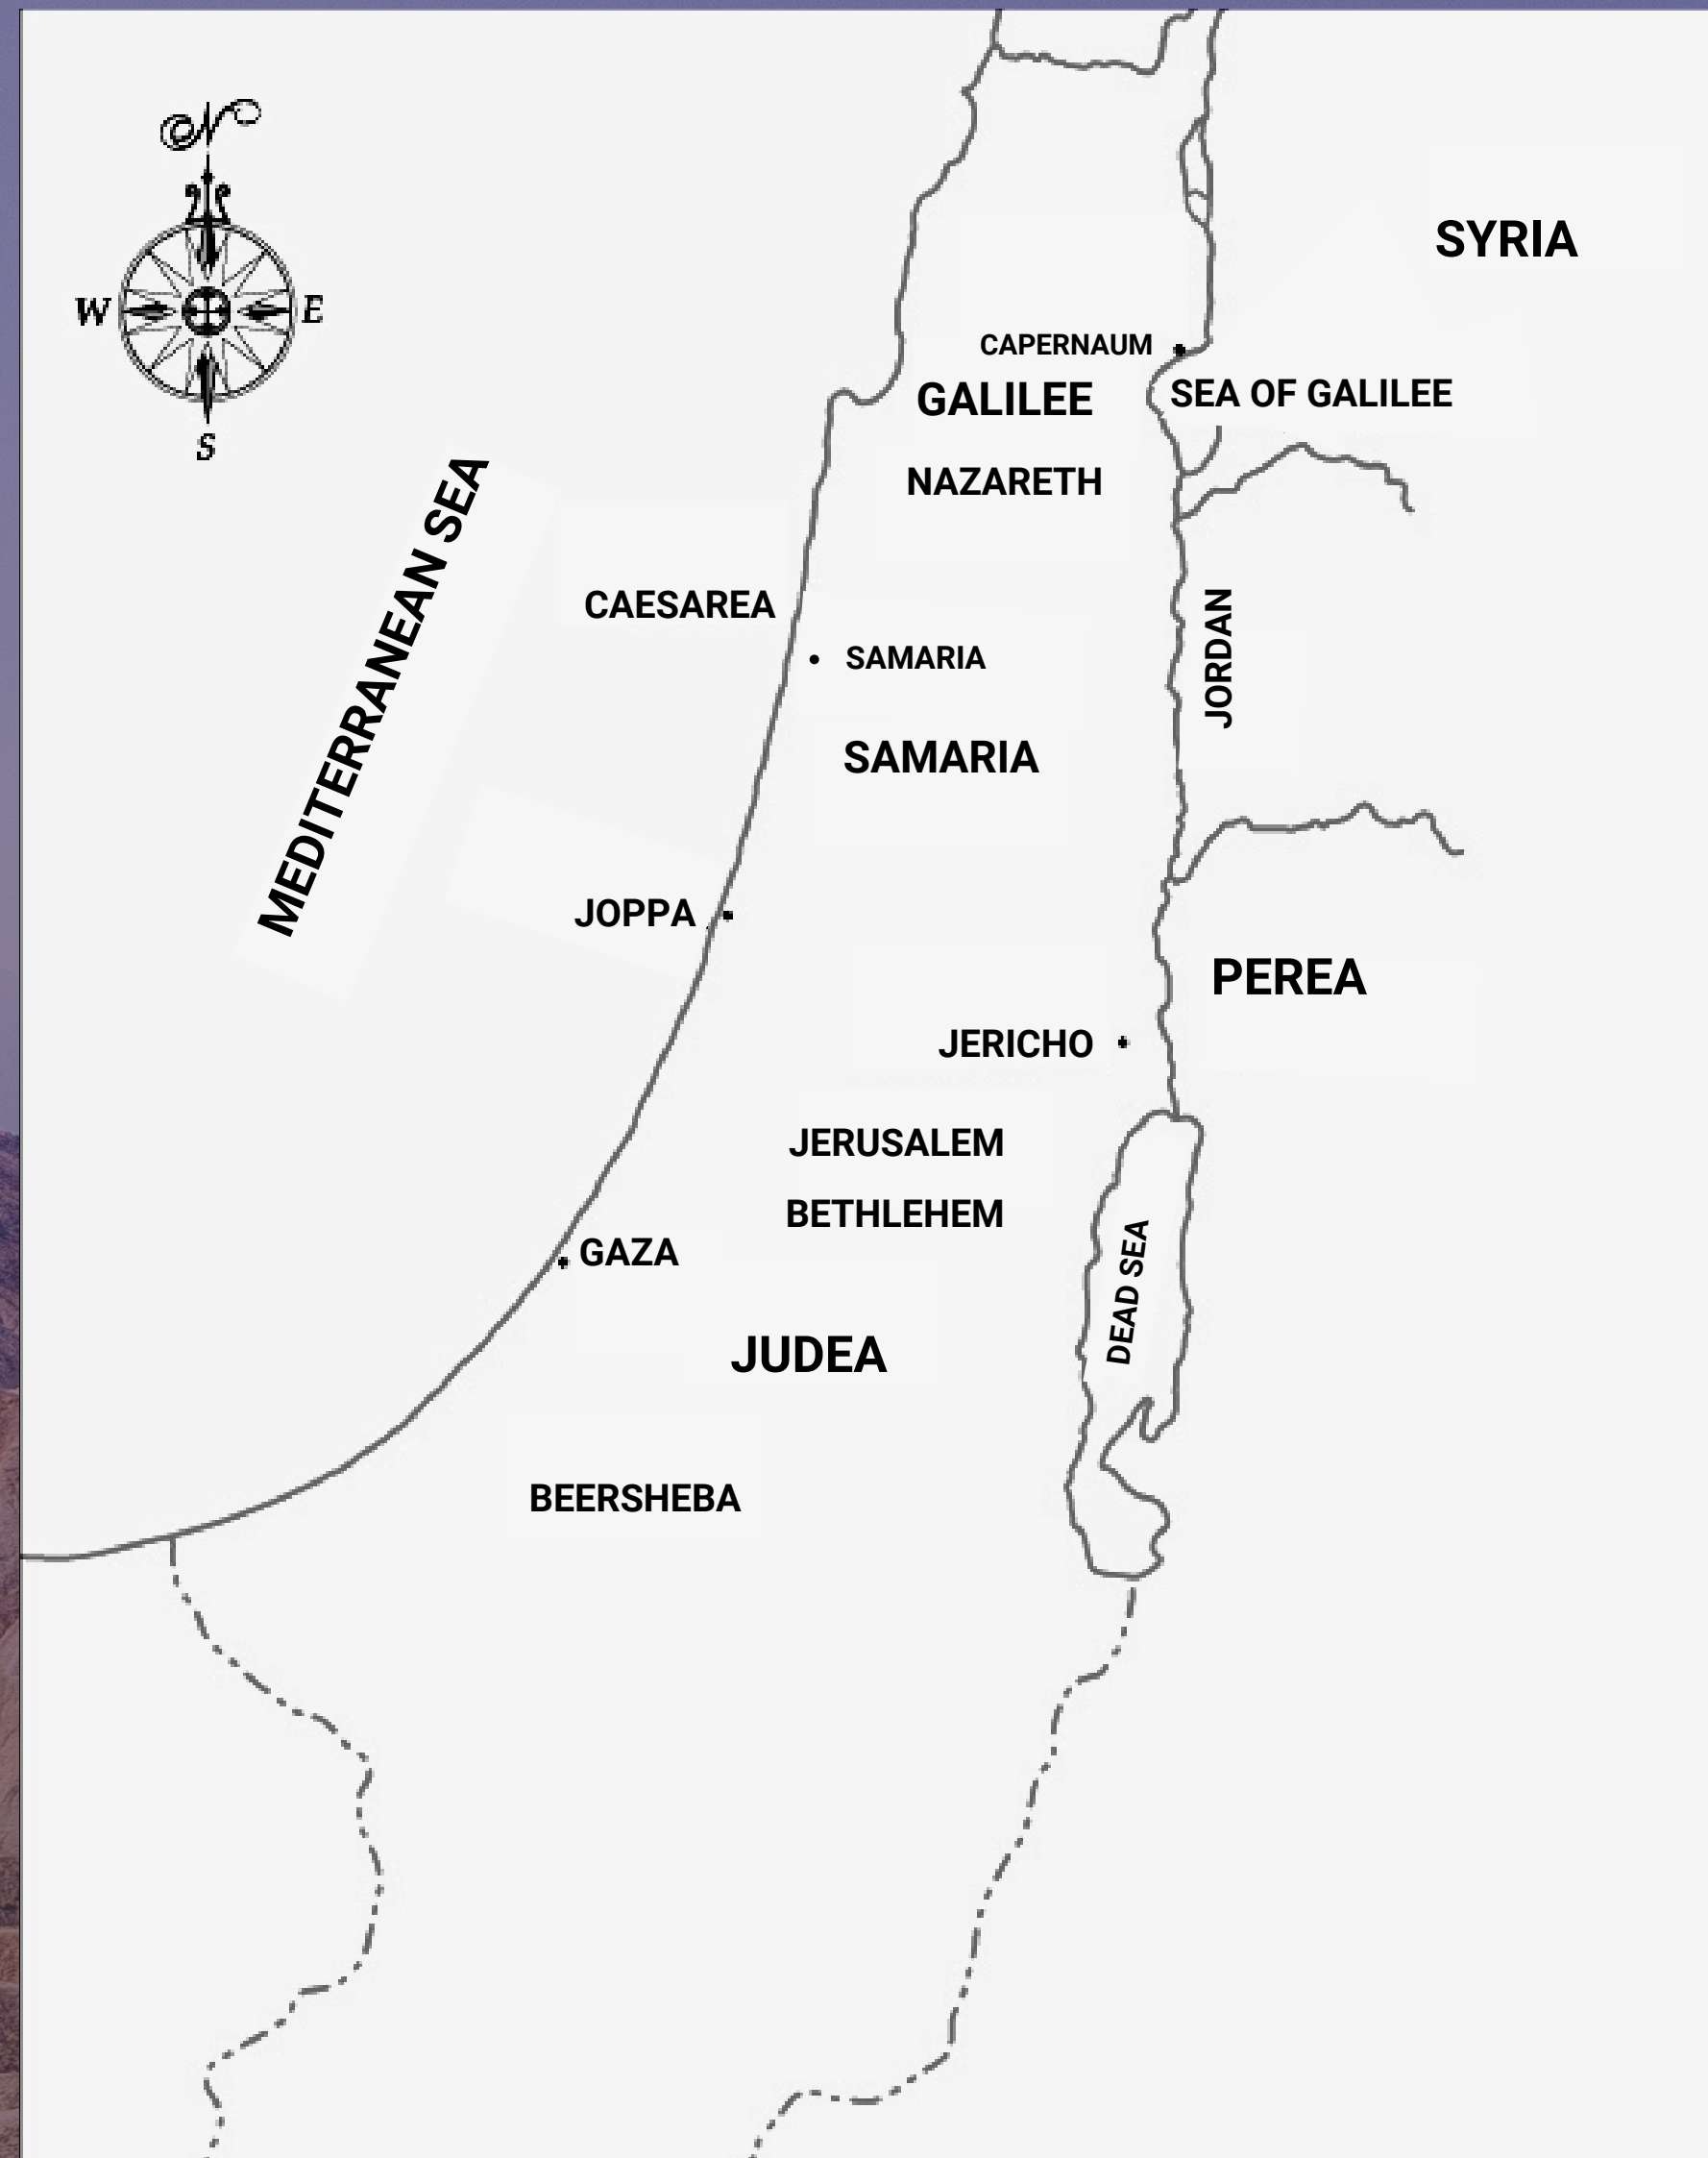 N
W
E
S
SYRIA
CAPERNAUM
GALILEE
SEA OF GALILEE
NAZARETH
MEDITERRANEAN SEA
CAESAREA
SAMARIA
JORDAN
SAMARIA
JOPPA
PEREA
JERICHO
JERUSALEM
BETHLEHEM
GAZA
DEAD SEA
JUDEA
BEERSHEBA